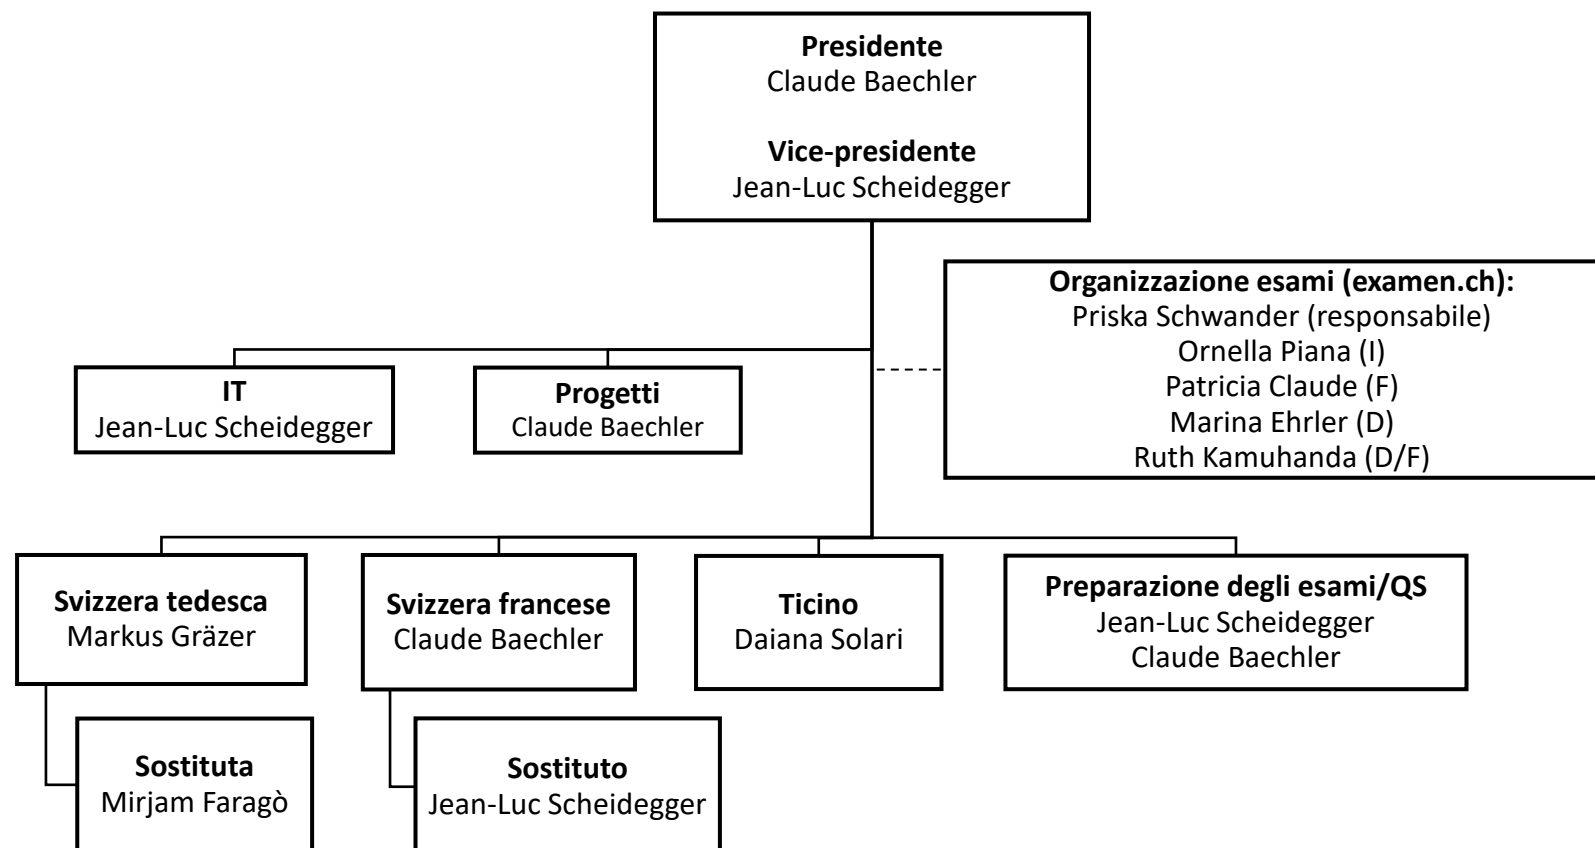 Presidente
Claude Baechler
Vice-presidente
Jean-Luc Scheidegger
Organizzazione esami (examen.ch):
Priska Schwander (responsabile)
Ornella Piana (I)
Patricia Claude (F)
Marina Ehrler (D)
Ruth Kamuhanda (D/F)
IT
Jean-Luc Scheidegger
Progetti
Claude Baechler
Svizzera tedesca
Markus Gräzer
Svizzera francese
Claude Baechler
Ticino
Daiana Solari
Preparazione degli esami/QS
Jean-Luc Scheidegger
Claude Baechler
Sostituta
Mirjam Faragò
Sostituto
Jean-Luc Scheidegger